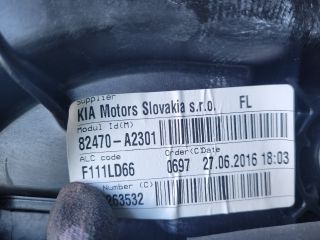 Supplier
KIA Motors Slovakia s.r.o. FL
Modul Id(M)
82470-A2301
ALC code Order(C)Date
F111LD66 0697 27.06.2016 18:03
Number (C)
263532